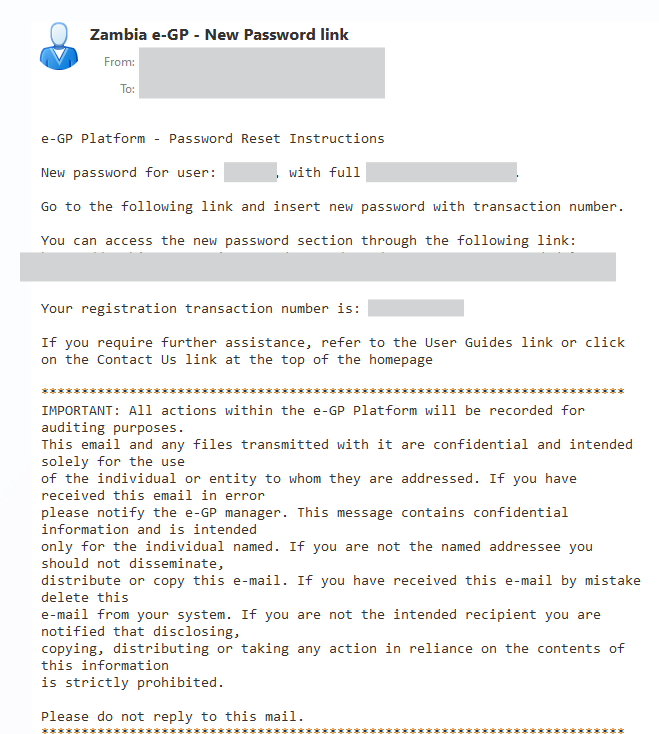 Zambia e-GP - New Password link
From:
To:
e-GP Platform - Password Reset Instructions
New password for user: , with full .
Go to the following link and insert new password with transaction number.
You can access the new password section through the following link:
Your registration transaction number is:
If you require further assistance, refer to the User Guides link or click
on the Contact Us link at the top of the homepage
*************************************************************************
IMPORTANT: All actions within the e-GP Platform will be recorded for
auditing purposes.
This email and any files transmitted with it are confidential and intended
solely for the use
of the individual or entity to whom they are addressed. If you have
received this email in error
please notify the e-GP manager. This message contains confidential
information and is intended
only for the individual named. If you are not the named addressee you
should not disseminate,
distribute or copy this e-mail. If you have received this e-mail by mistake
delete this
e-mail from your system. If you are not the intended recipient you are
notified that disclosing,
copying, distributing or taking any action in reliance on the contents of
this information
is strictly prohibited.
Please do not reply to this mail.
*************************************************************************